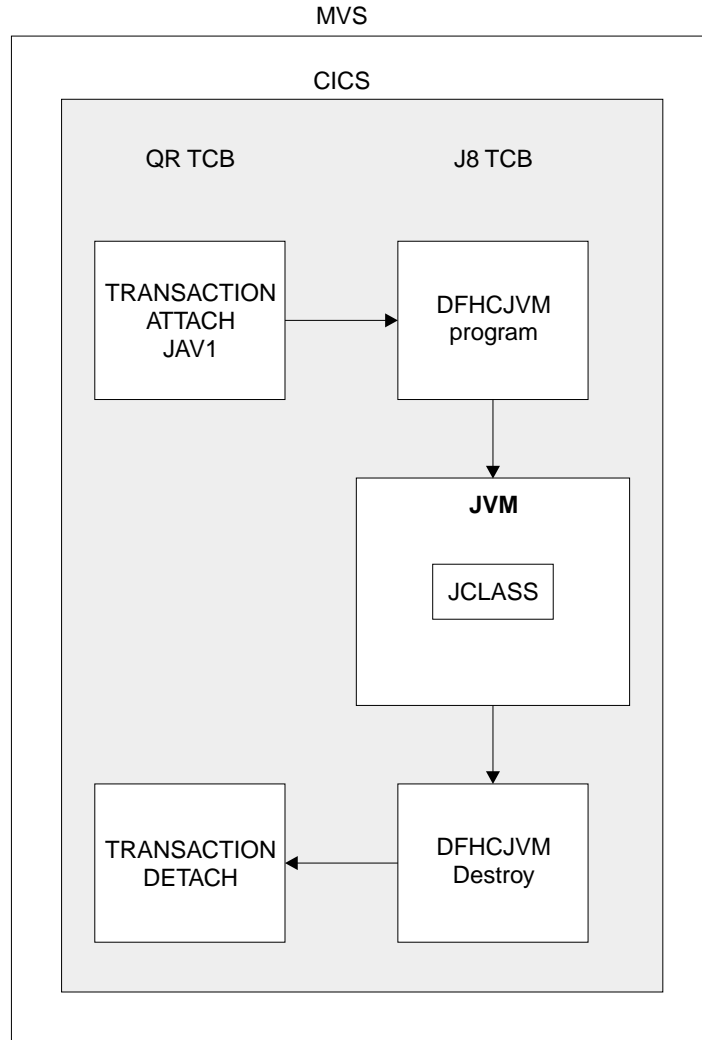 MVS
CICS
QR TCB
J8 TCB
TRANSACTION
ATTACH
JAV1
DFHCJVM
program
JVM
JCLASS
TRANSACTION
DETACH
DFHCJVM
Destroy